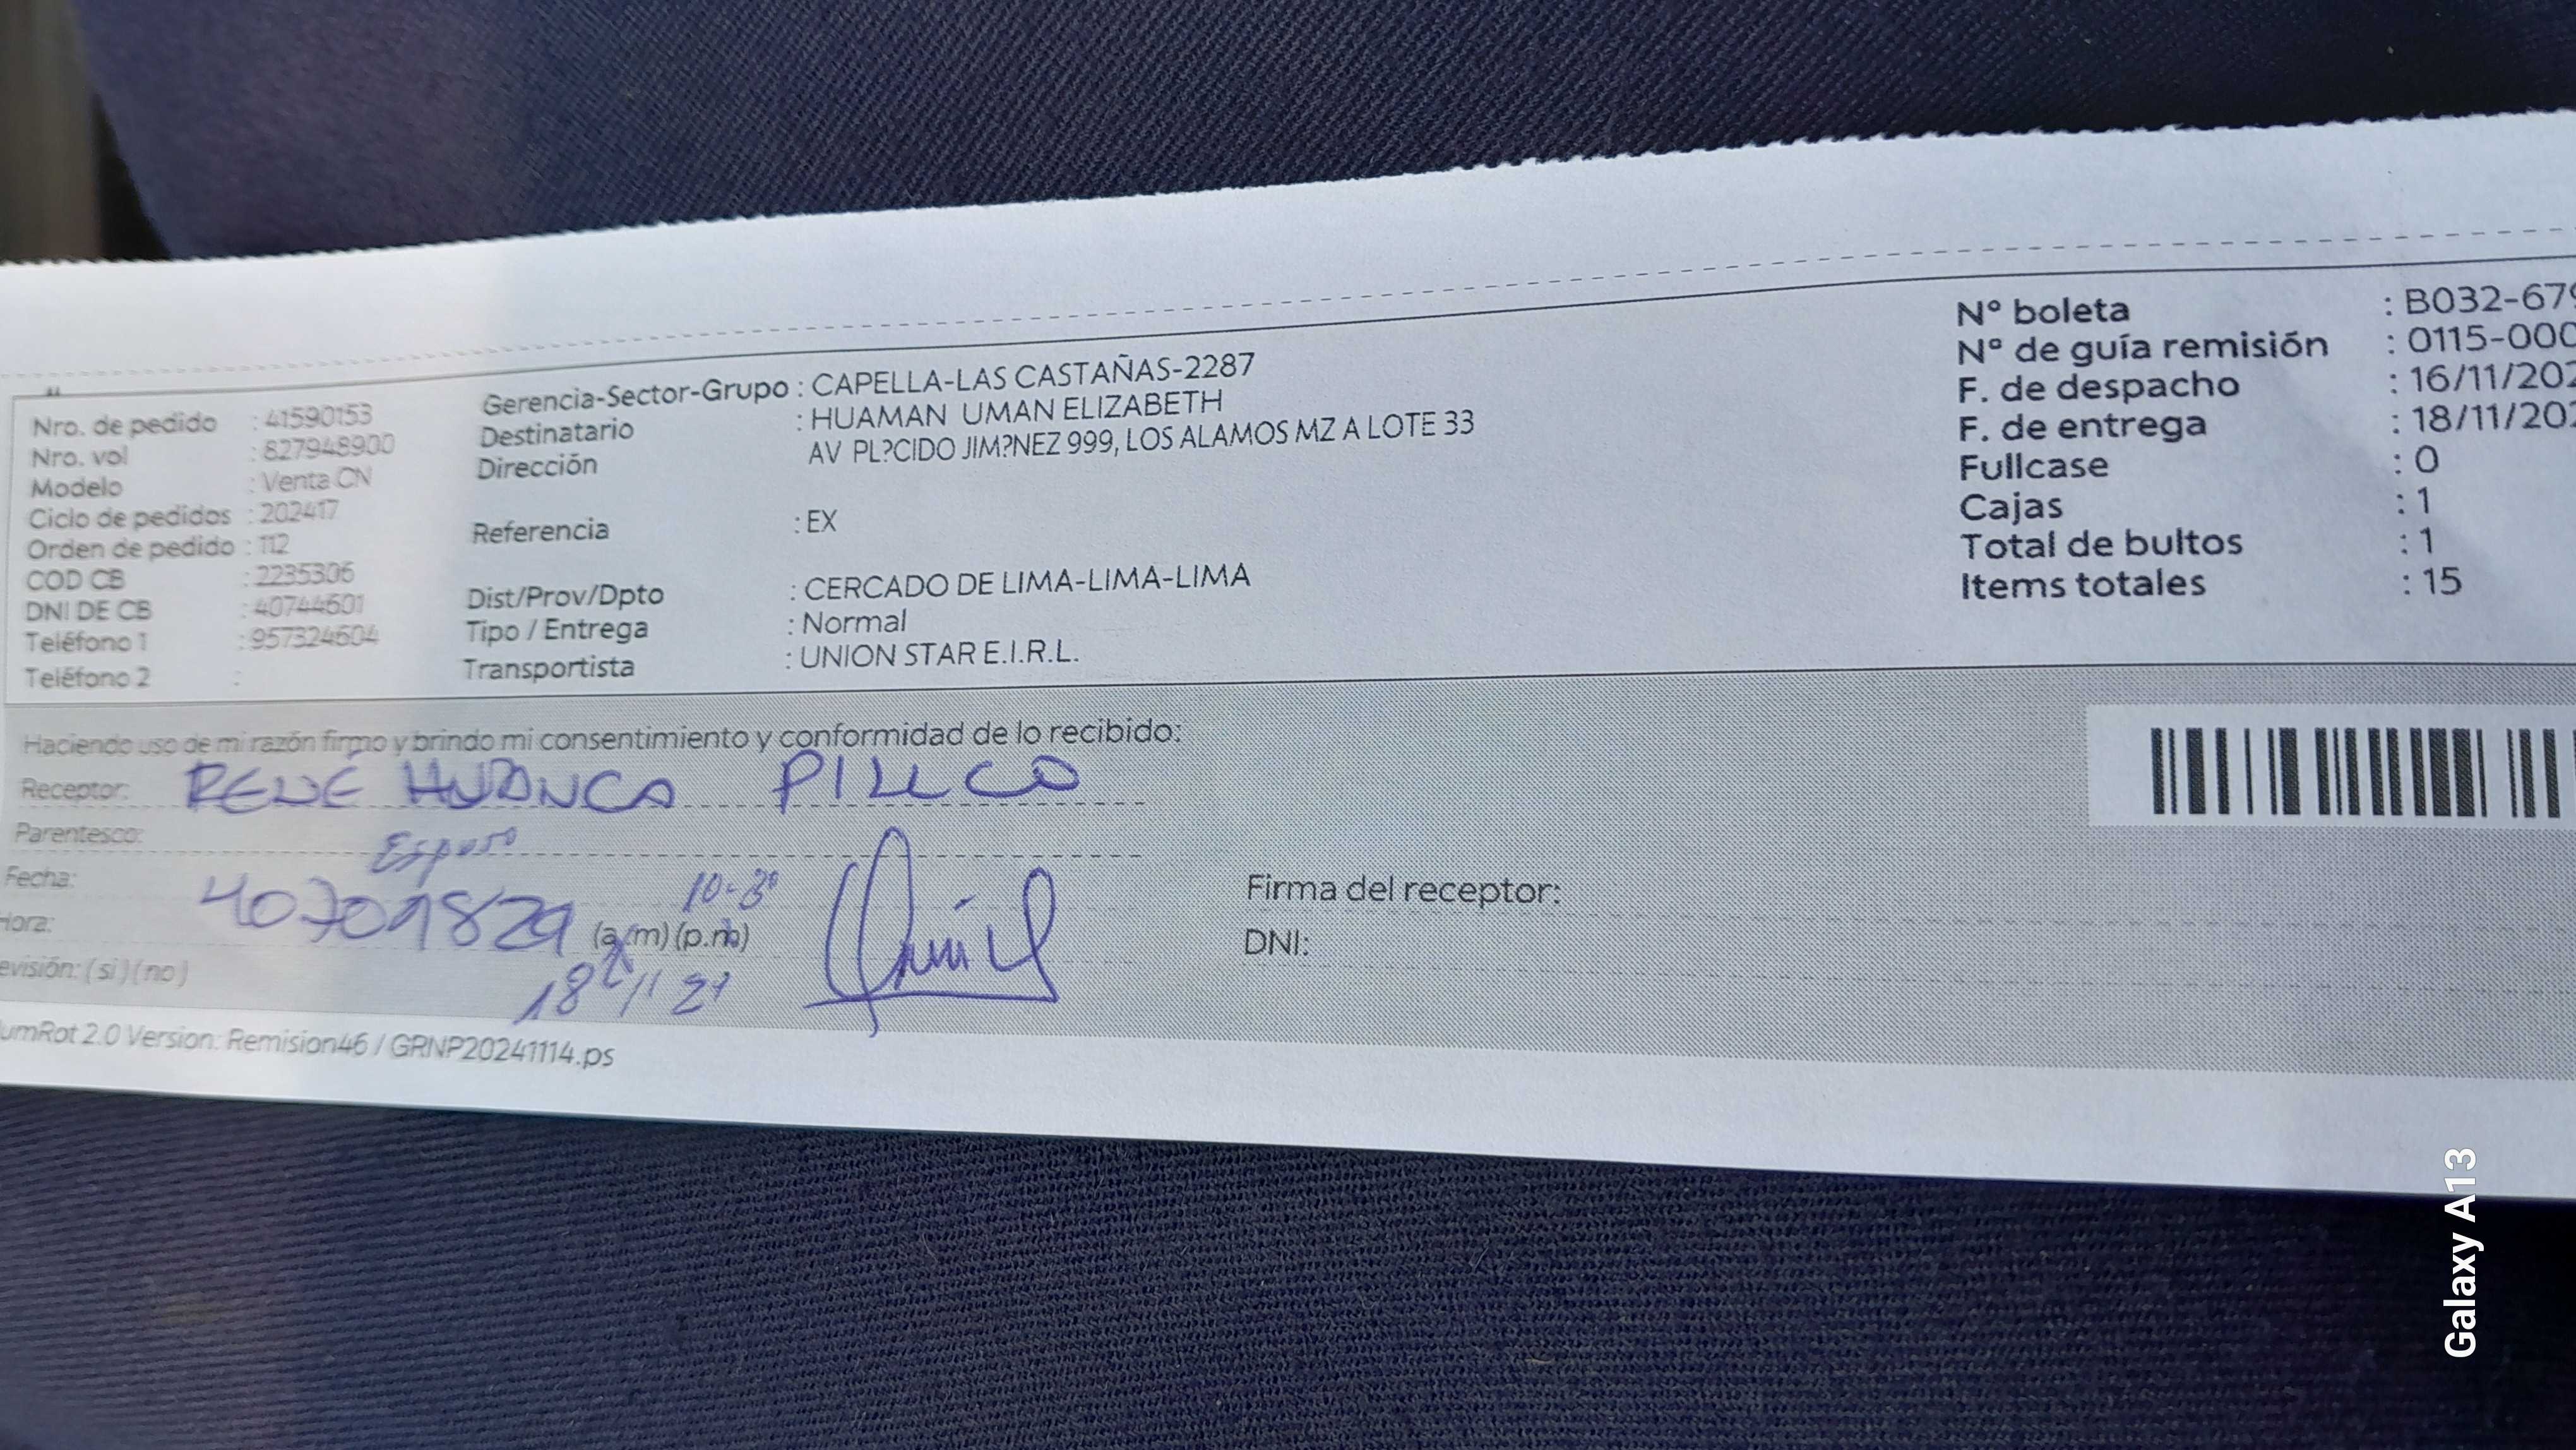 Nro. de pedido : 41590153
Nro. vol : 827948900
Modelo : Venta CN
Ciclo de pedidos : 202417
Orden de pedido : 112
COD CB : 2235306
DNI DE CB : 40744601
Teléfono 1 : 957324604
Teléfono 2 :
Gerencia-Sector-Grupo : CAPELLA-LAS CASTAÑAS-2287
Destinatario : HUAMAN UMAN ELIZABETH
Dirección AV PL?CIDO JIM?NEZ 999, LOS ALAMOS MZ A LOTE 33
Referencia : EX
Dist/Prov/Dpto : CERCADO DE LIMA-LIMA-LIMA
Tipo / Entrega : Normal
Transportista : UNION STAR E.I.R.L.
Nº boleta : B032-679
Nº de guía remisión : 0115-000
F. de despacho : 16/11/202
F. de entrega : 18/11/202
Fullcase : 0
Cajas : 1
Total de bultos : 1
Items totales : 15
Haciendo uso de mi razón firmo y brindo mi consentimiento y conformidad de lo recibido:
Receptor: RENÉ HUANCA PILLCO
Parentesco: Esposo
Fecha: 10-30
Hora: 40709829 (a.m) (p.m)
evisión: (si) (no) 18/11/24
Firma del receptor:
DNI:
umRot 2.0 Version: Remision46 / GRNP20241114.ps
Galaxy A13